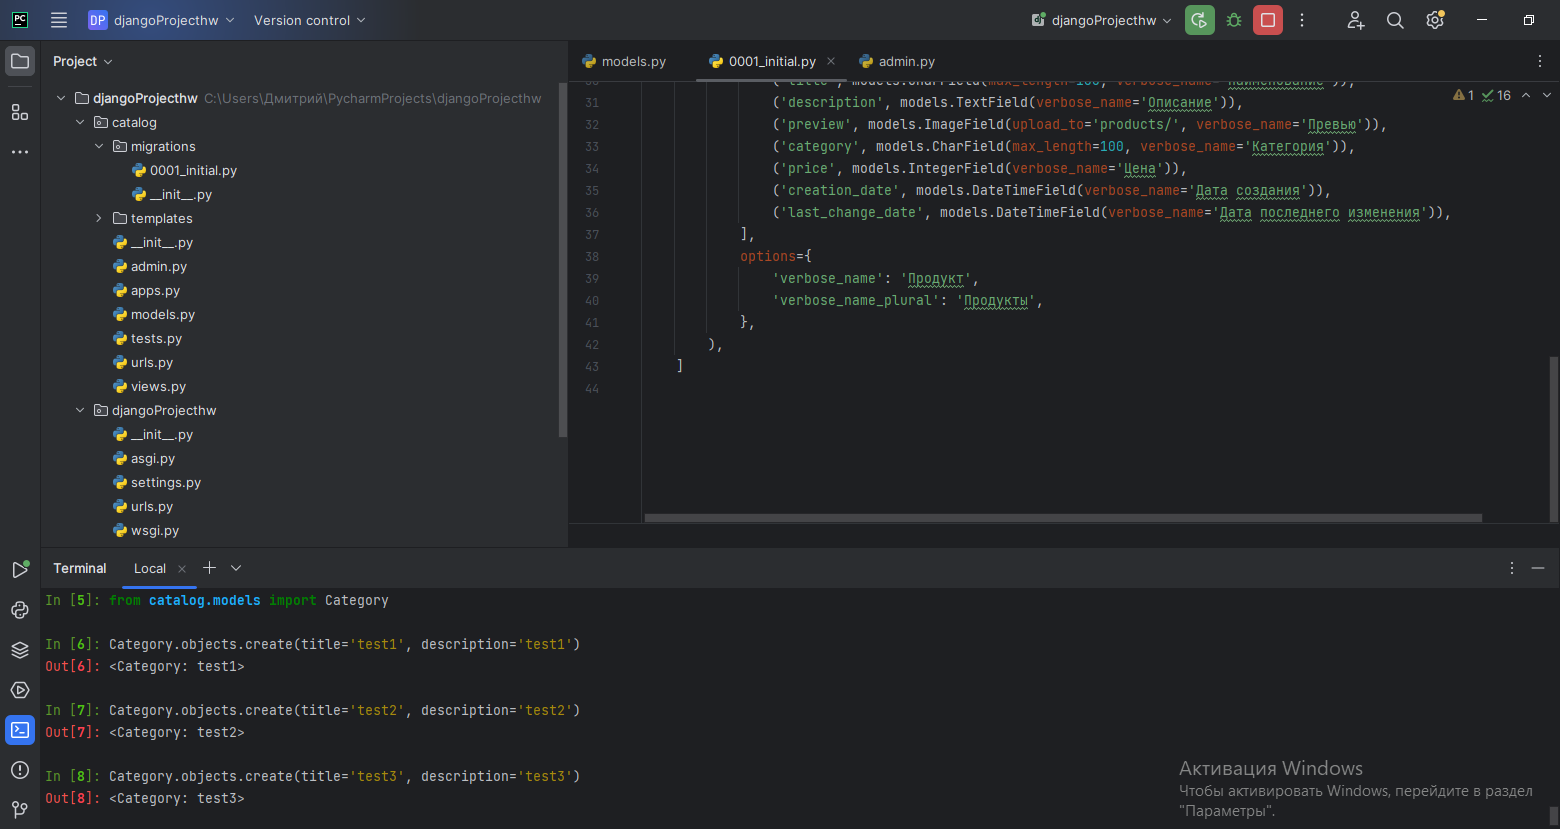 PC
DP djangoProjecthw Version control djangoProjecthw
Project
djangoProjecthw C:\Users\Дмитрий\PycharmProjects\djangoProjecthw
catalog
migrations
0001_initial.py
__init__.py
templates
__init__.py
admin.py
apps.py
models.py
tests.py
urls.py
views.py
djangoProjecthw
__init__.py
asgi.py
settings.py
urls.py
wsgi.py
models.py 0001_initial.py admin.py
1 16
30 ('title', models.CharField(max_length=100, verbose_name='Наименование')),
31 ('description', models.TextField(verbose_name='Описание')),
32 ('preview', models.ImageField(upload_to='products/', verbose_name='Превью')),
33 ('category', models.CharField(max_length=100, verbose_name='Категория')),
34 ('price', models.IntegerField(verbose_name='Цена')),
35 ('creation_date', models.DateTimeField(verbose_name='Дата создания')),
36 ('last_change_date', models.DateTimeField(verbose_name='Дата последнего изменения')),
37 ],
38 options={
39 'verbose_name': 'Продукт',
40 'verbose_name_plural': 'Продукты',
41 },
42 ),
43 ]
44
Terminal Local
In [5]: from catalog.models import Category
In [6]: Category.objects.create(title='test1', description='test1')
Out[6]: <Category: test1>
In [7]: Category.objects.create(title='test2', description='test2')
Out[7]: <Category: test2>
In [8]: Category.objects.create(title='test3', description='test3')
Out[8]: <Category: test3>
Активация Windows
Чтобы активировать Windows, перейдите в раздел
"Параметры".